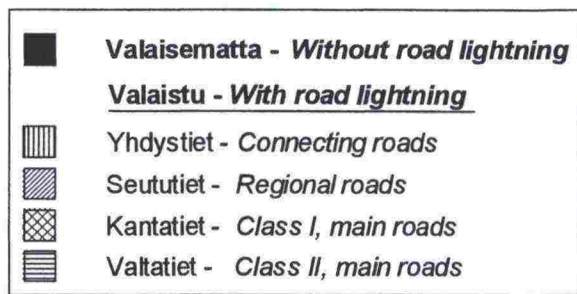 Valaisematta - Without road lightning
Valaistu - With road lightning
Yhdystiet - Connecting roads
Seututiet - Regional roads
Kantatiet - Class I, main roads
Valtatiet - Class II, main roads